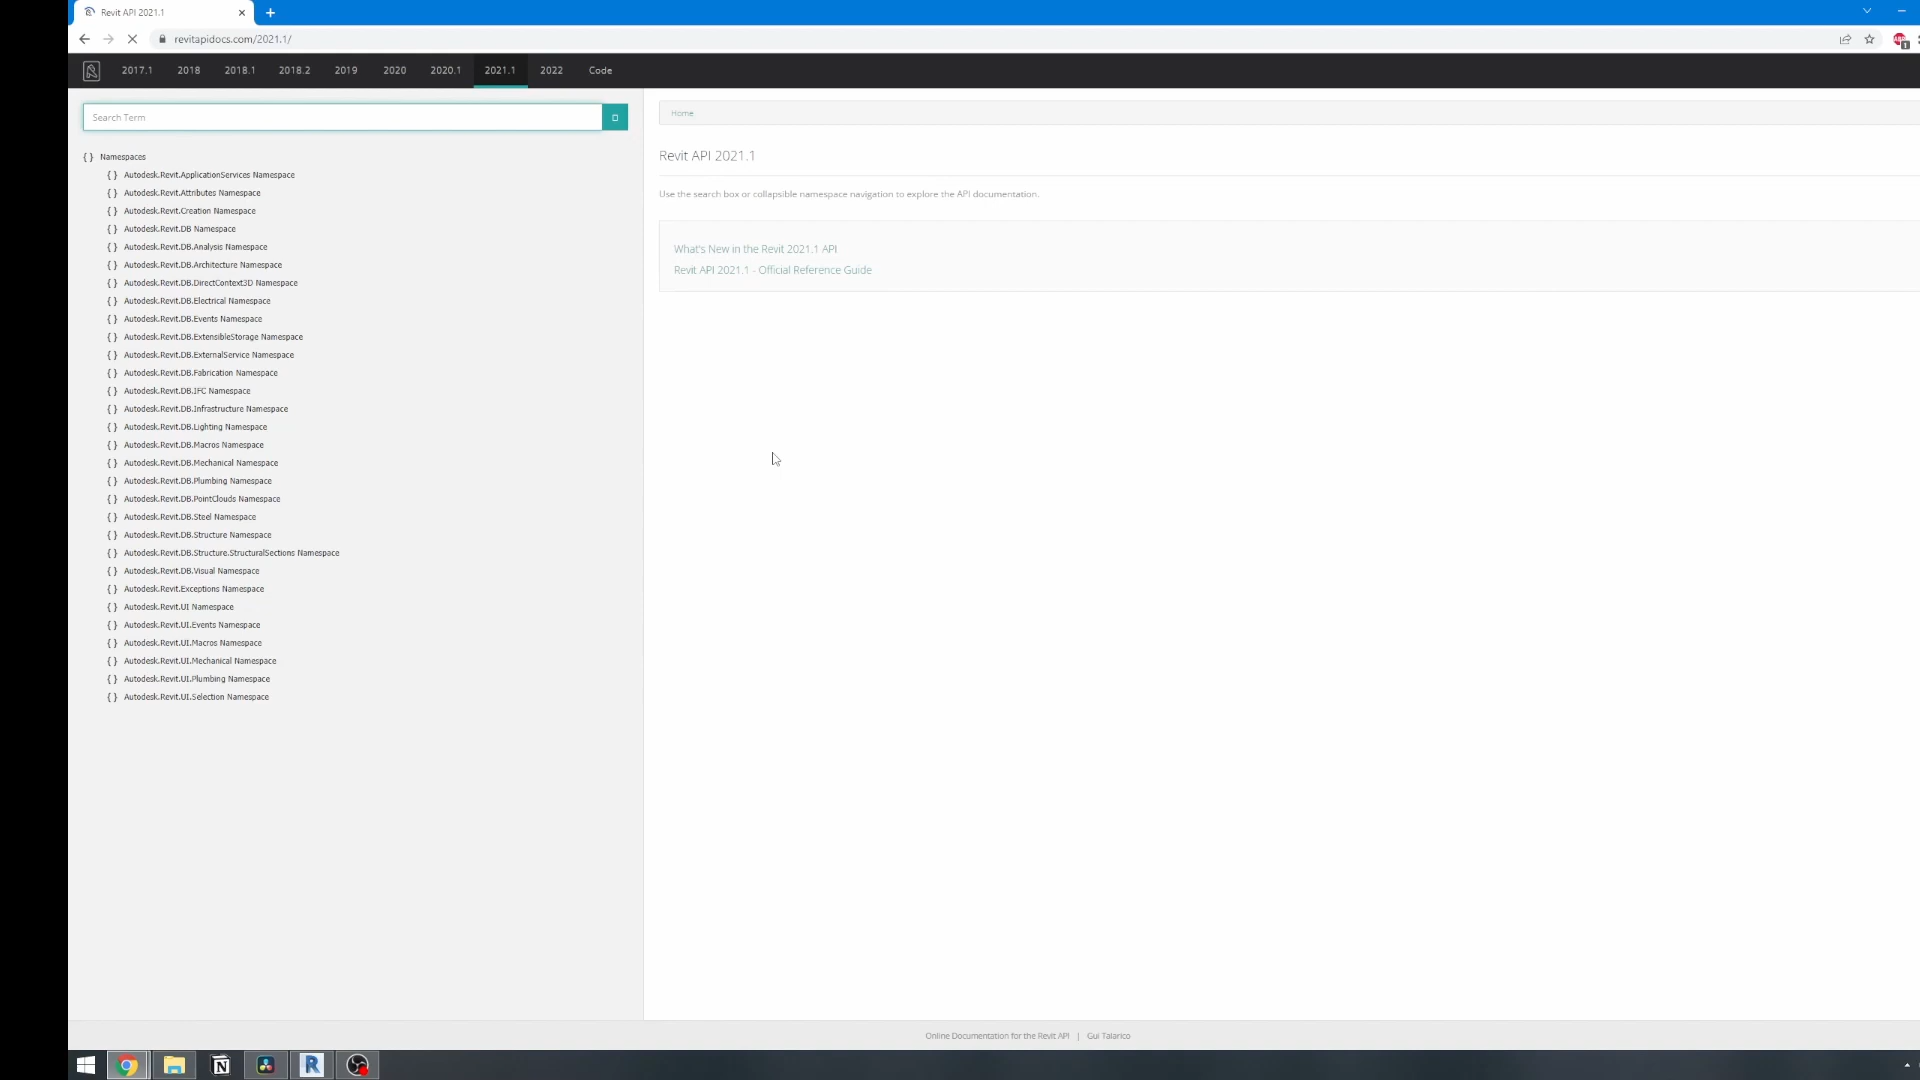 Revit API 2021.1
revitapidocs.com/2021.1/
2017.1 2018 2018.1 2018.2 2019 2020 2020.1 2021.1 2022 Code
Search Term
{ } Namespaces
{ } Autodesk.Revit.ApplicationServices Namespace
{ } Autodesk.Revit.Attributes Namespace
{ } Autodesk.Revit.Creation Namespace
{ } Autodesk.Revit.DB Namespace
{ } Autodesk.Revit.DB.Analysis Namespace
{ } Autodesk.Revit.DB.Architecture Namespace
{ } Autodesk.Revit.DB.DirectContext3D Namespace
{ } Autodesk.Revit.DB.Electrical Namespace
{ } Autodesk.Revit.DB.Events Namespace
{ } Autodesk.Revit.DB.ExtensibleStorage Namespace
{ } Autodesk.Revit.DB.ExternalService Namespace
{ } Autodesk.Revit.DB.Fabrication Namespace
{ } Autodesk.Revit.DB.IFC Namespace
{ } Autodesk.Revit.DB.Infrastructure Namespace
{ } Autodesk.Revit.DB.Lighting Namespace
{ } Autodesk.Revit.DB.Macros Namespace
{ } Autodesk.Revit.DB.Mechanical Namespace
{ } Autodesk.Revit.DB.Plumbing Namespace
{ } Autodesk.Revit.DB.PointClouds Namespace
{ } Autodesk.Revit.DB.Steel Namespace
{ } Autodesk.Revit.DB.Structure Namespace
{ } Autodesk.Revit.DB.Structure.StructuralSections Namespace
{ } Autodesk.Revit.DB.Visual Namespace
{ } Autodesk.Revit.Exceptions Namespace
{ } Autodesk.Revit.UI Namespace
{ } Autodesk.Revit.UI.Events Namespace
{ } Autodesk.Revit.UI.Macros Namespace
{ } Autodesk.Revit.UI.Mechanical Namespace
{ } Autodesk.Revit.UI.Plumbing Namespace
{ } Autodesk.Revit.UI.Selection Namespace
Home
Revit API 2021.1
Use the search box or collapsible namespace navigation to explore the API documentation.
What's New in the Revit 2021.1 API
Revit API 2021.1 - Official Reference Guide
Online Documentation for the Revit API | Gui Talarico